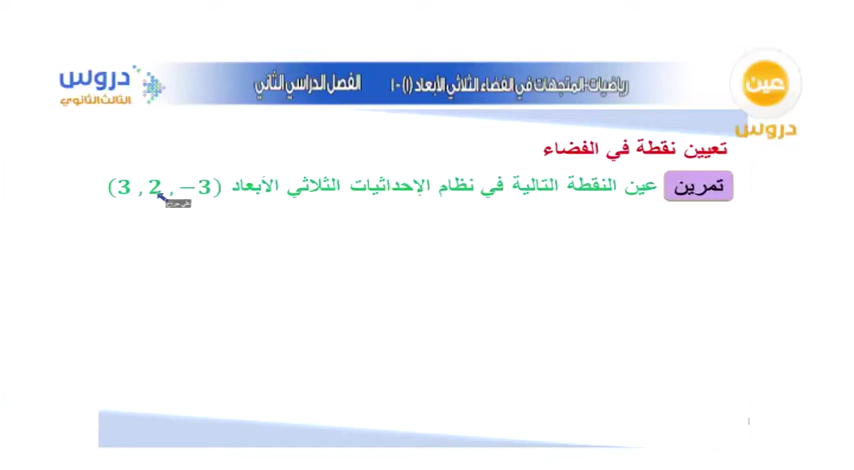 دروس
الثالث الثانوي
رياضيات-المتجهات في الفضاء الثلاثي الأبعاد (١) -١٠ الفصل الدراسي الثاني
عين
دروس
تعيين نقطة في الفضاء
تمرين عين النقطة التالية في نظام الإحداثيات الثلاثي الأبعاد (3 , 2 , −3)